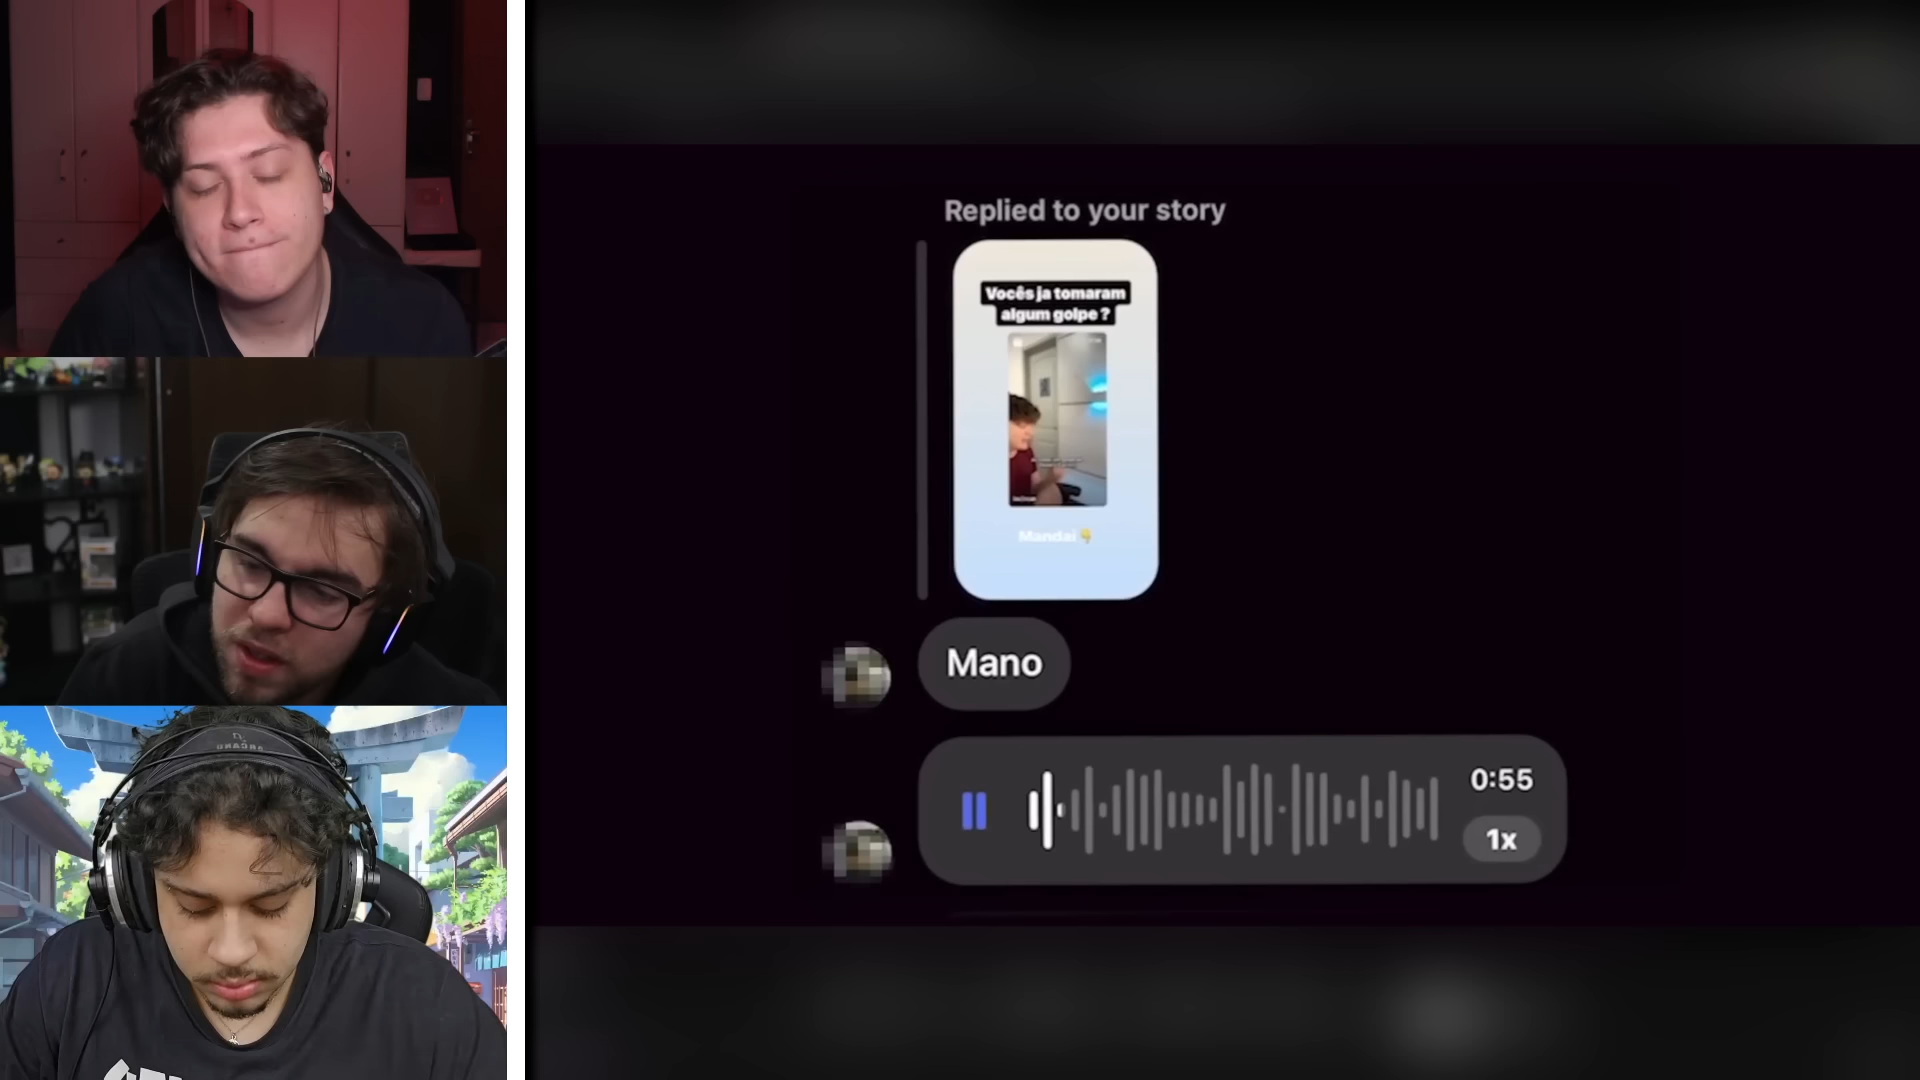 Replied to your story
Vocês ja tomaram
algum golpe ?
Mandai👇
Mano
0:55
1x